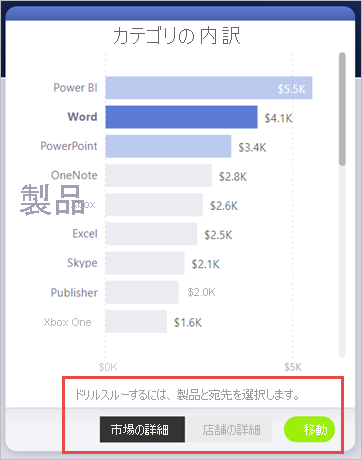 カテゴリの内訳
Power BI $5.5K
Word $4.1K
PowerPoint $3.4K
OneNote $2.8K
製品
xbox $2.6K
Excel $2.5K
Skype $2.1K
Publisher $2.0K
Xbox One $1.6K
$0K $5K
ドリルスルーするには、製品と宛先を選択します。
市場の詳細 店舗の詳細 移動